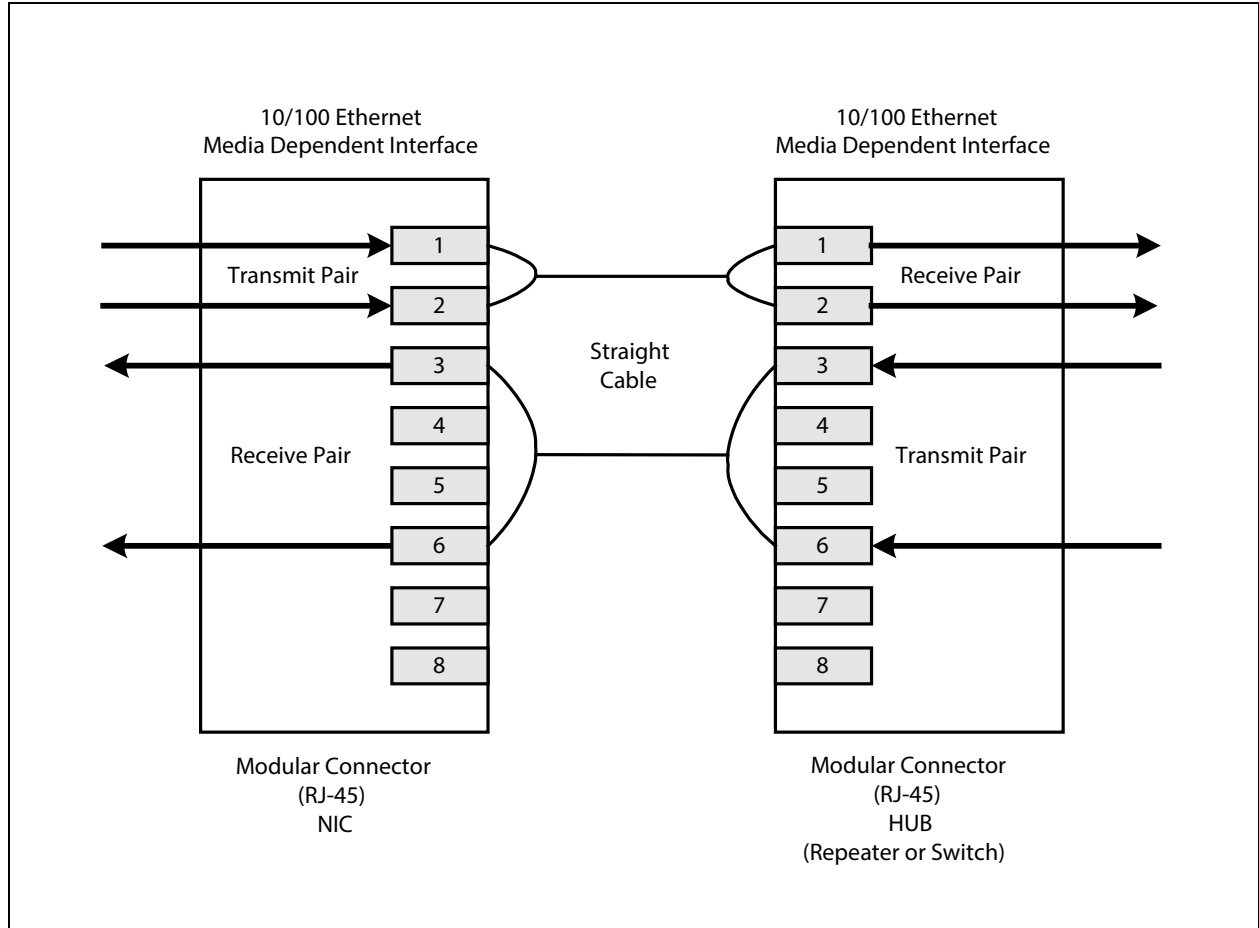 10/100 Ethernet
Media Dependent Interface
10/100 Ethernet
Media Dependent Interface
1
Transmit Pair
2
3
4
Receive Pair
5
6
7
8
Straight
Cable
1
Receive Pair
2
3
4
Transmit Pair
5
6
7
8
Modular Connector
(RJ-45)
NIC
Modular Connector
(RJ-45)
HUB
(Repeater or Switch)